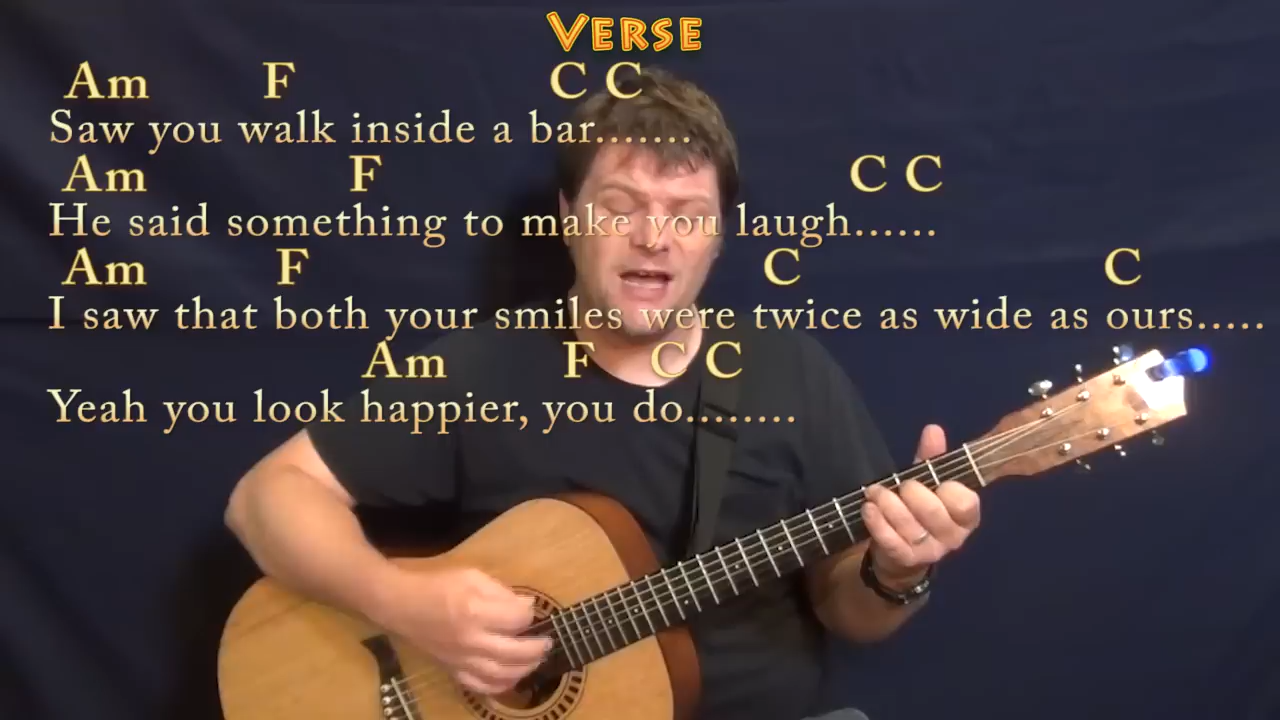 VERSE
Am F C C
Saw you walk inside a bar.......
Am F C C
He said something to make you laugh......
Am F C C
I saw that both your smiles were twice as wide as ours.....
Am F C C
Yeah you look happier, you do........